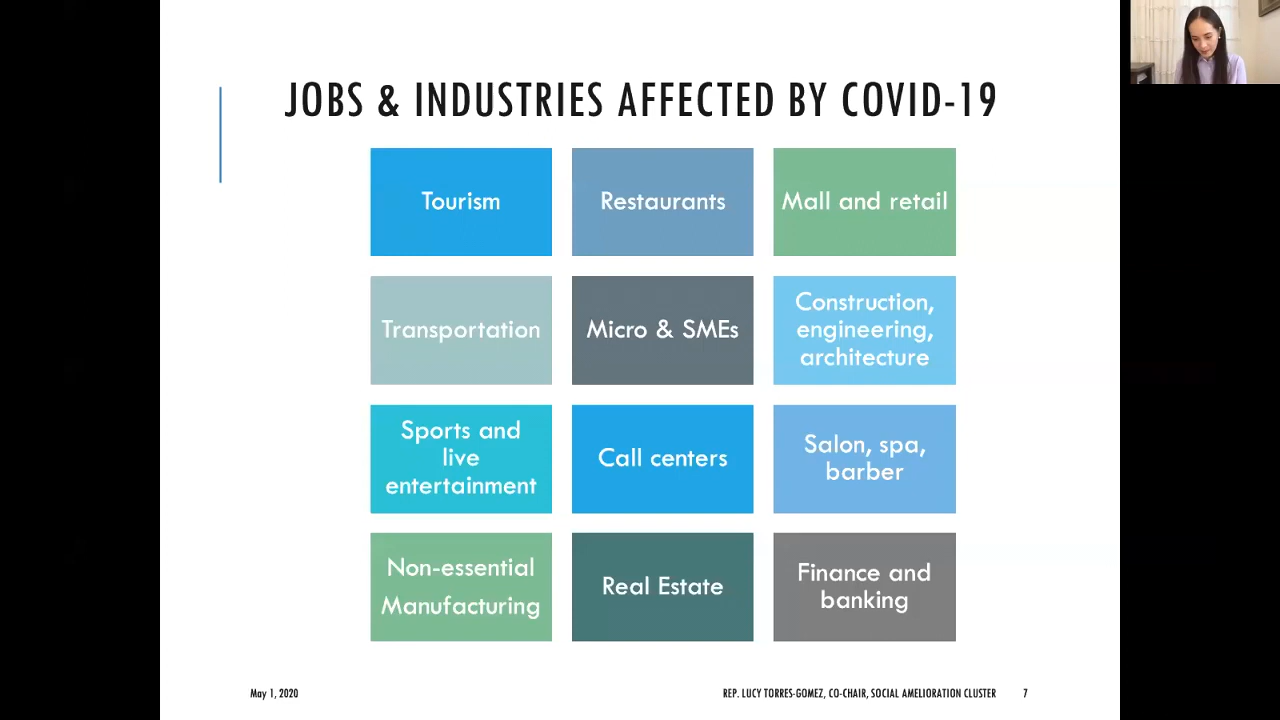 JOBS & INDUSTRIES AFFECTED BY COVID-19
Tourism
Restaurants
Mall and retail
Transportation
Micro & SMEs
Construction,
engineering,
architecture
Sports and
live
entertainment
Call centers
Salon, spa,
barber
Non-essential
Manufacturing
Real Estate
Finance and
banking
May 1, 2020
REP. LUCY TORRES-GOMEZ, CO-CHAIR, SOCIAL AMELIORATION CLUSTER
7